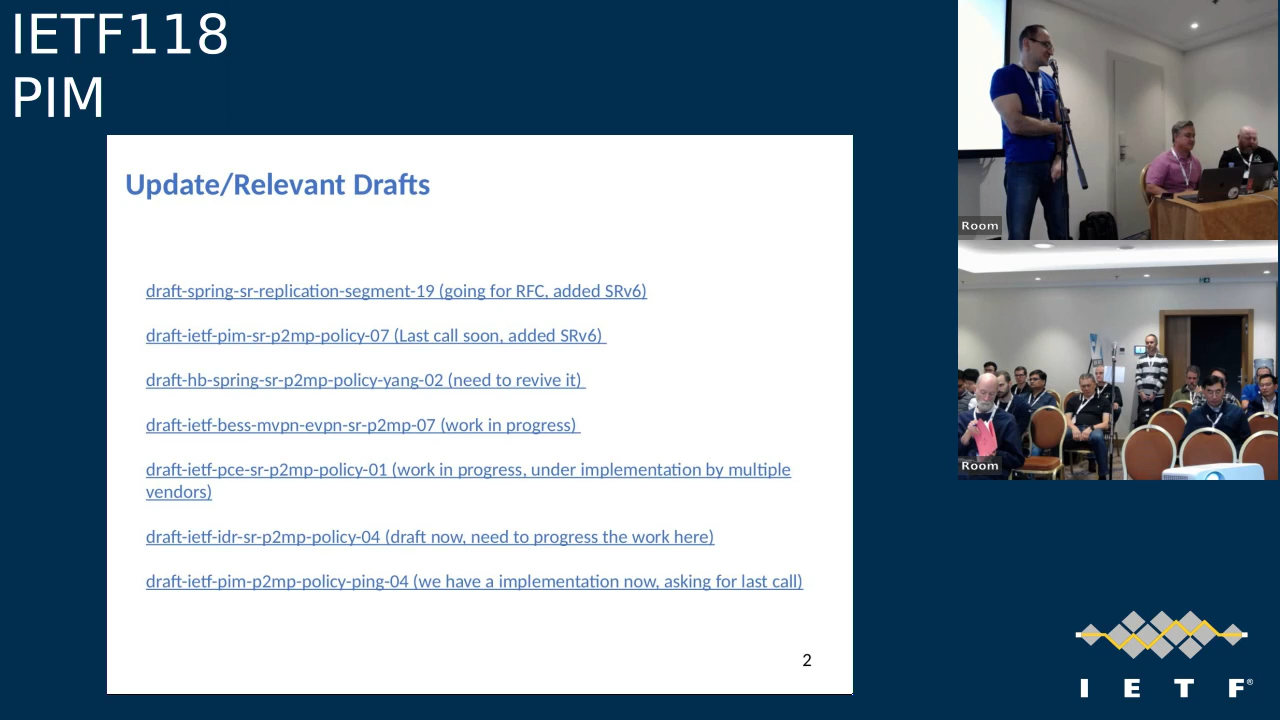 IETF118
PIM
Update/Relevant Drafts
draft-spring-sr-replication-segment-19 (going for RFC, added SRv6)
draft-ietf-pim-sr-p2mp-policy-07 (Last call soon, added SRv6)
draft-hb-spring-sr-p2mp-policy-yang-02 (need to revive it)
draft-ietf-bess-mvpn-evpn-sr-p2mp-07 (work in progress)
draft-ietf-pce-sr-p2mp-policy-01 (work in progress, under implementation by multiple
vendors)
draft-ietf-idr-sr-p2mp-policy-04 (draft now, need to progress the work here)
draft-ietf-pim-p2mp-policy-ping-04 (we have a implementation now, asking for last call)
2
Room
Room
I E T F®